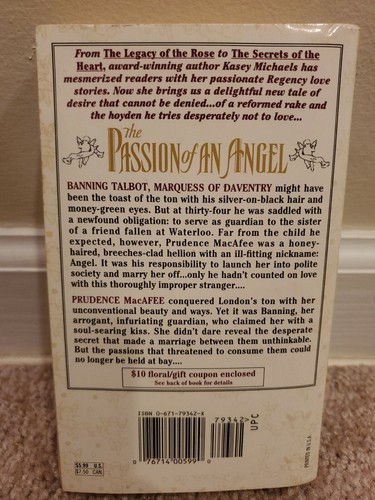 From The Legacy of the Rose to The Secrets of the
Heart, award-winning author Kasey Michaels has
mesmerized readers with her passionate Regency love
stories. Now she brings us a delightful new tale of
desire that cannot be denied...of a reformed rake and
the hoyden he tries desperately not to love...
The
PASSION of AN ANGEL
BANNING TALBOT, MARQUESS OF DAVENTRY might have
been the toast of the ton with his silver-on-black hair and
money-green eyes. But at thirty-four he was saddled with
a newfound obligation: to serve as guardian to the sister
of a friend fallen at Waterloo. Far from the child he
expected, however, Prudence MacAfee was a honey-
haired, breeches-clad hellion with an ill-fitting nickname:
Angel. It was his responsibility to launch her into polite
society and marry her off...only he hadn't counted on love
with this thoroughly improper stranger....
PRUDENCE MacAFEE conquered London's ton with her
unconventional beauty and ways. Yet it was Banning, her
arrogant, infuriating guardian, who claimed her with a
soul-searing kiss. She didn't dare reveal the desperate
secret that made a marriage between them unthinkable.
But the passions that threatened to consume them could
no longer be held at bay....
$10 floral/gift coupon enclosed
See back of book for details
ISBN 0-671-79342-X
79342>
UPC
0 76714 00599 0
$5.99 U.S.
$7.50 CAN
PRINTED IN U.S.A.